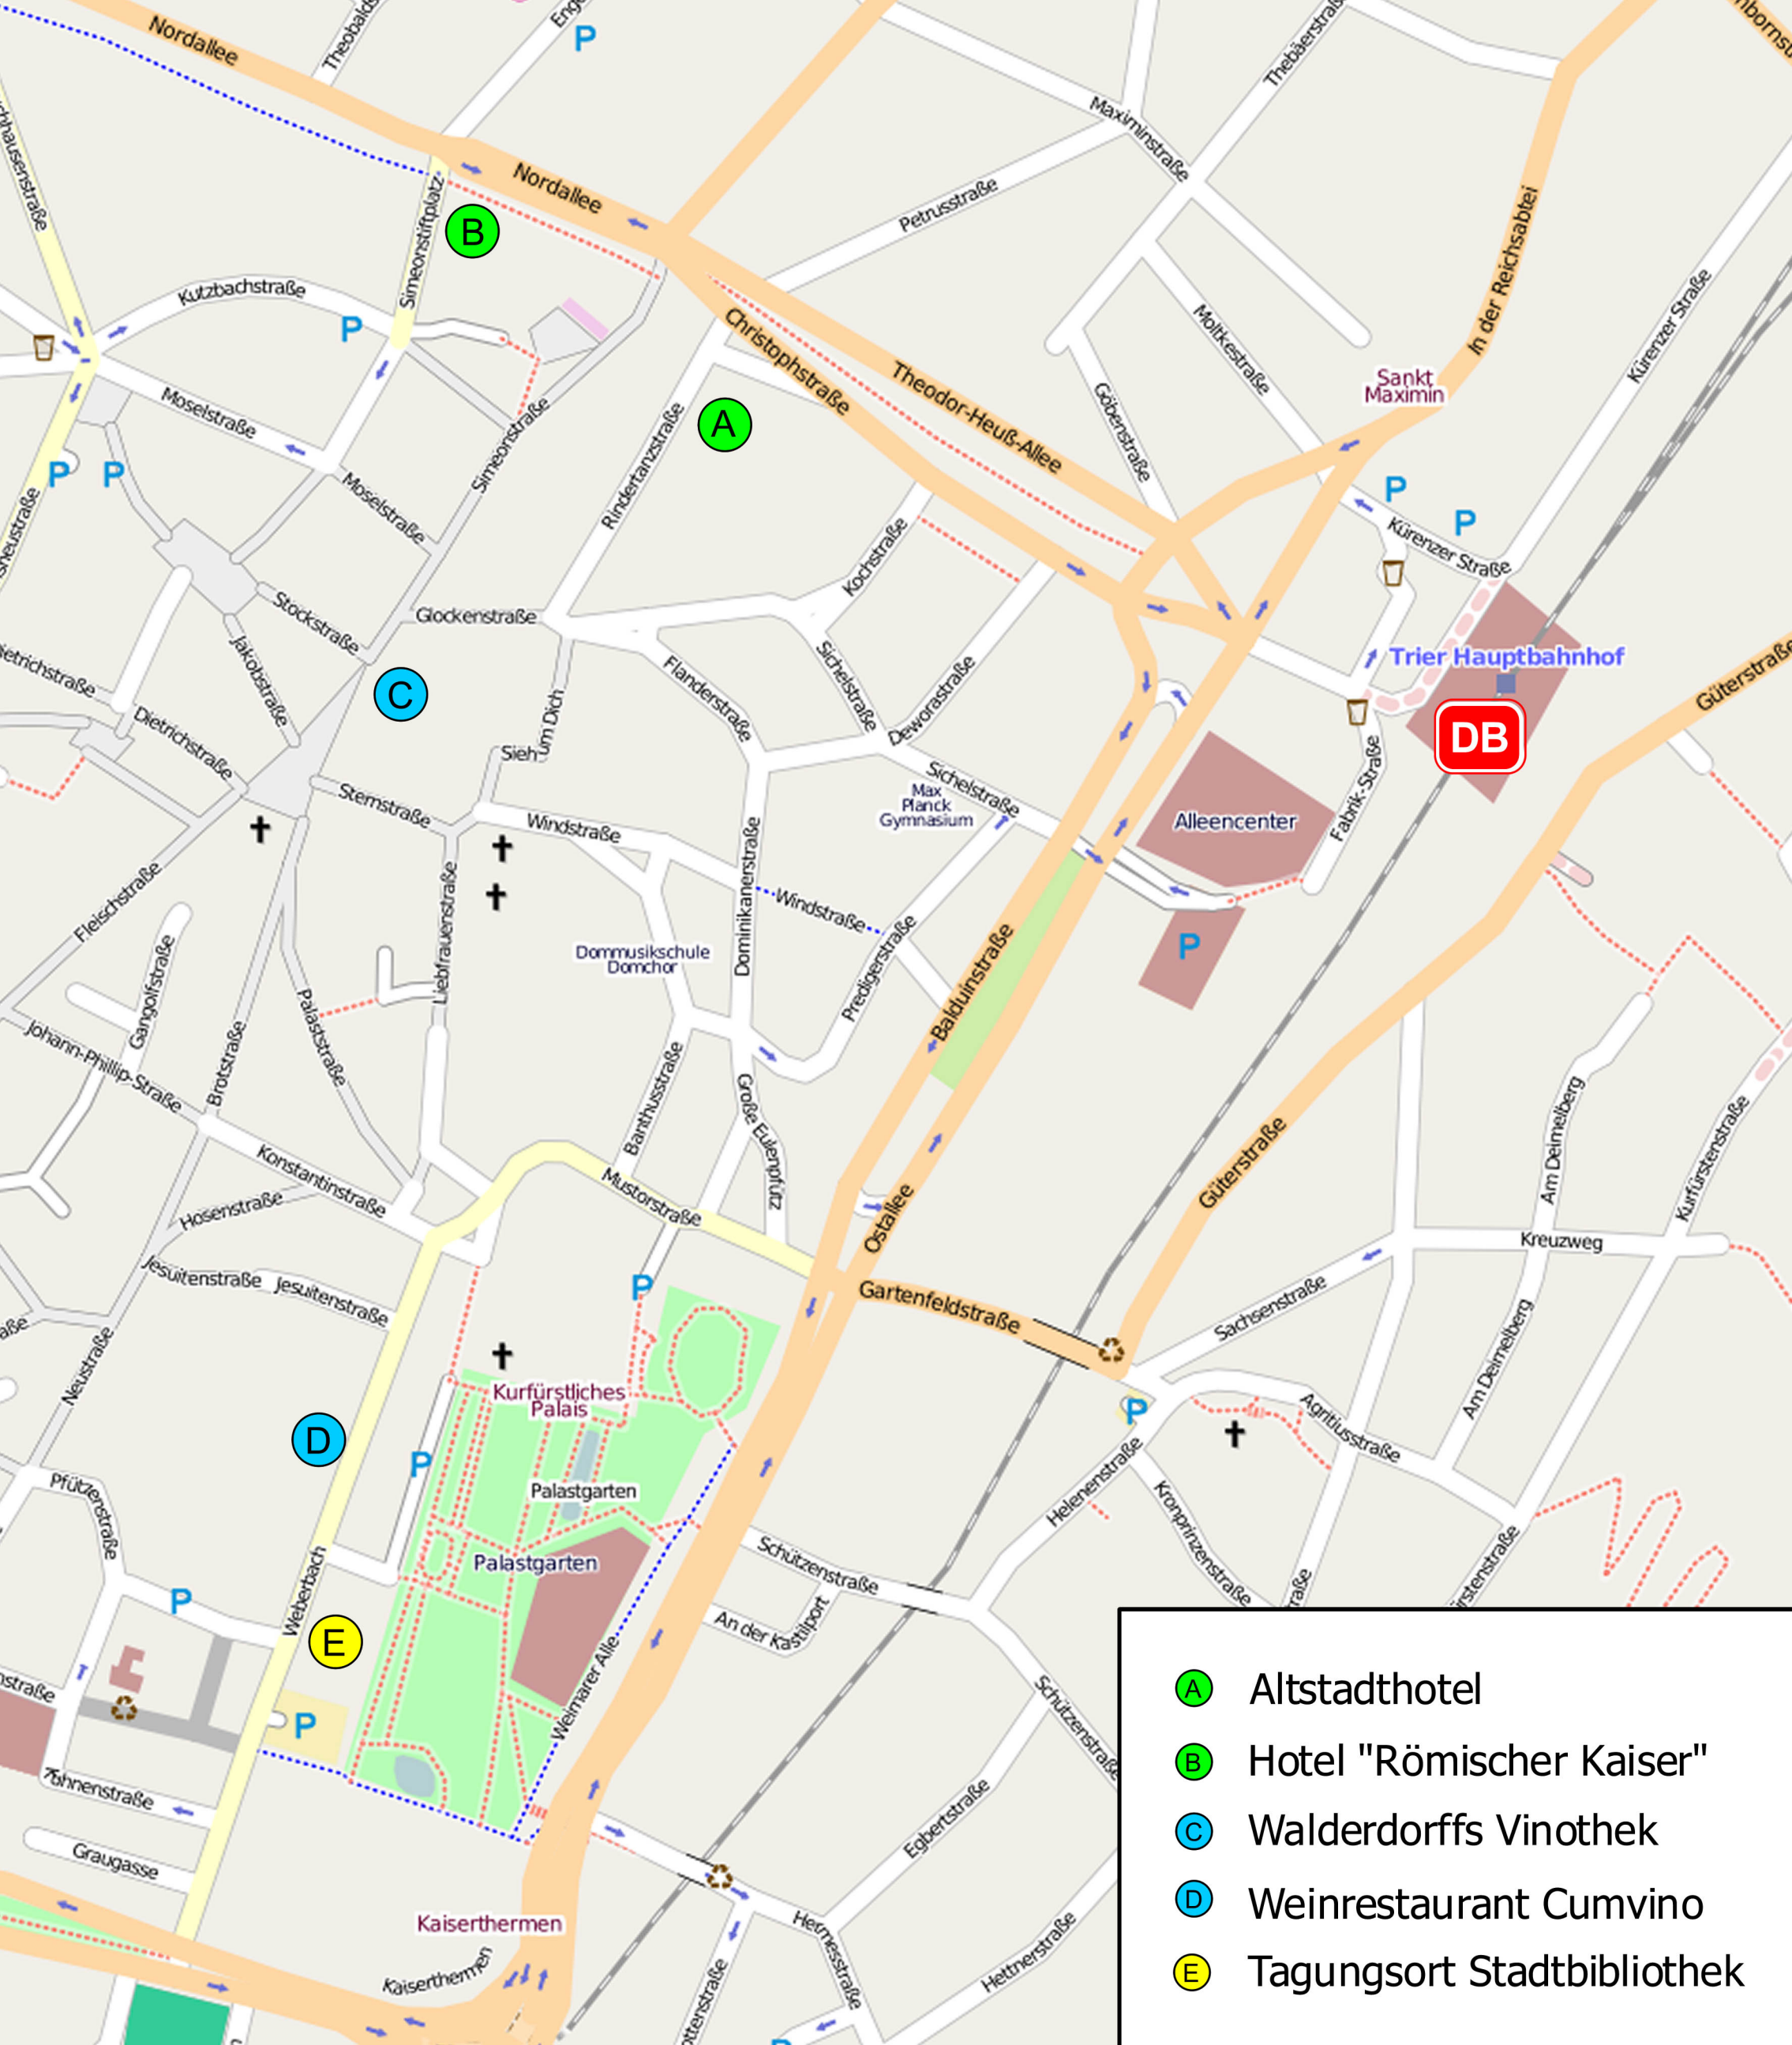 Nordallee
Theobalds
Enge
P
Thebäerstraße
Maximinstraße
Nordallee
Petrusstraße
B
Simeonstiftplatz
Kutzbachstraße
P
Christophstraße
Theodor-Heuß-Allee
Moltkestraße
In der Reichsabtei
Kürenzer Straße
Sankt
Maximin
Göbenstraße
Moselstraße
P
P
Simeonstraße
Rindertanzstraße
A
Moselstraße
P
P
Kürenzer Straße
Kochstraße
Stockstraße
Glockenstraße
Jakobstraße
C
Sichelstraße
Flanderstraße
Deworastraße
Trier Hauptbahnhof
DB
Güterstraße
Dietrichstraße
Sieh
um Dich
Sternstraße
Windstraße
Sichelstraße
Max
Planck
Gymnasium
Alleencenter
Fabrik-Straße
Fleischstraße
Liebfrauenstraße
Dominikanerstraße
Windstraße
Predigerstraße
Dommusikschule
Domchor
P
Balduinstraße
Gangolfstraße
Palaststraße
Johann-Phillip-Straße
Brotstraße
Banthusstraße
Große Eulenpfütz
Konstantinstraße
Hosenstraße
Mustorstraße
Ostallee
Güterstraße
Am Deimelberg
Kurfürstenstraße
Kreuzweg
Jesuitenstraße
Jesuitenstraße
P
Gartenfeldstraße
Sachsenstraße
Am Deimelberg
Neustraße
Kurfürstliches
Palais
D
P
P
Agritiusstraße
Palastgarten
Palastgarten
Helenenstraße
Kronprinzenstraße
Pfützenstraße
P
Weberbach
E
P
Schützenstraße
An der Kastilport
Weimarer Alle
Schützenstraße
Egbertstraße
Graugasse
Kaiserthermen
Kaiserthermen
Hermesstraße
Hettnerstraße
A Altstadthotel
B Hotel "Römischer Kaiser"
C Walderdorffs Vinothek
D Weinrestaurant Cumvino
E Tagungsort Stadtbibliothek